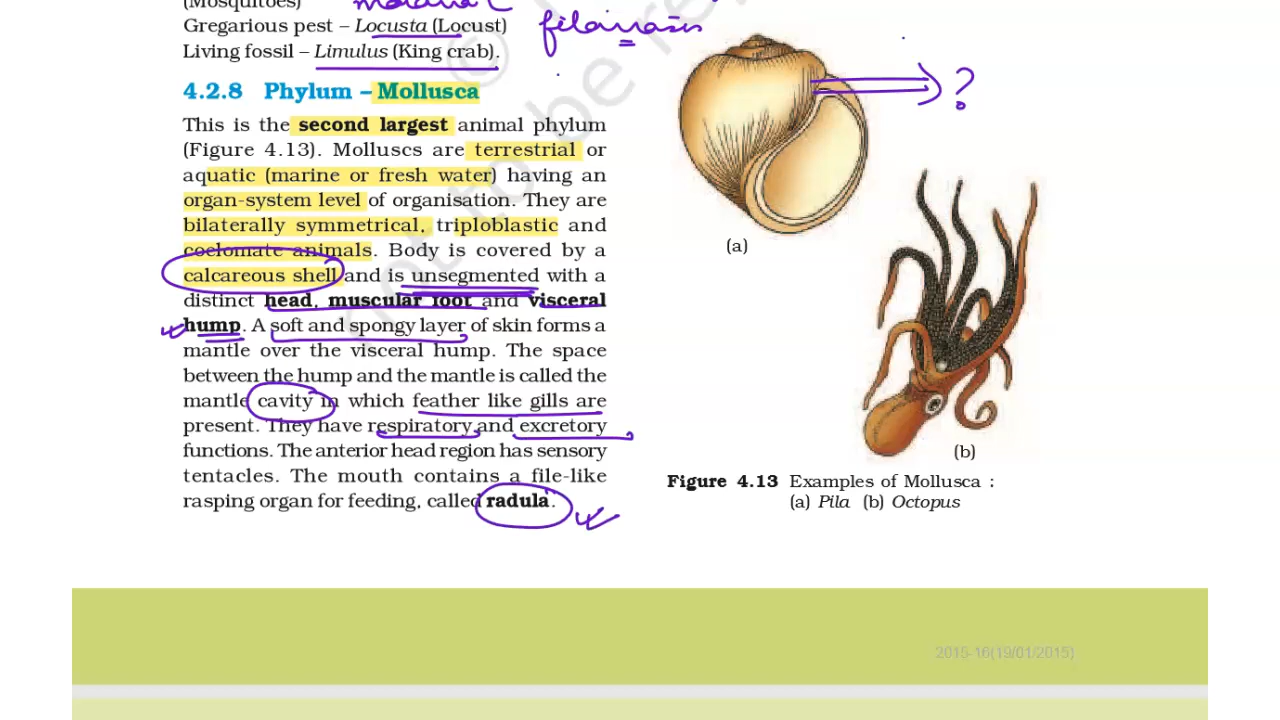 (Mosquitoes)
Gregarious pest – Locusta (Locust)
filariasis
Living fossil – Limulus (King crab).
?
4.2.8 Phylum – Mollusca
This is the second largest animal phylum
(Figure 4.13). Molluscs are terrestrial or
aquatic (marine or fresh water) having an
organ-system level of organisation. They are
bilaterally symmetrical, triploblastic and
coelomate animals. Body is covered by a
calcareous shell and is unsegmented with a
distinct head, muscular foot and visceral
hump. A soft and spongy layer of skin forms a
mantle over the visceral hump. The space
between the hump and the mantle is called the
mantle cavity in which feather like gills are
present. They have respiratory and excretory
functions. The anterior head region has sensory
tentacles. The mouth contains a file-like
rasping organ for feeding, called radula.
(a)
(b)
Figure 4.13 Examples of Mollusca :
(a) Pila (b) Octopus
© not to be rep
2015-16(19/01/2015)